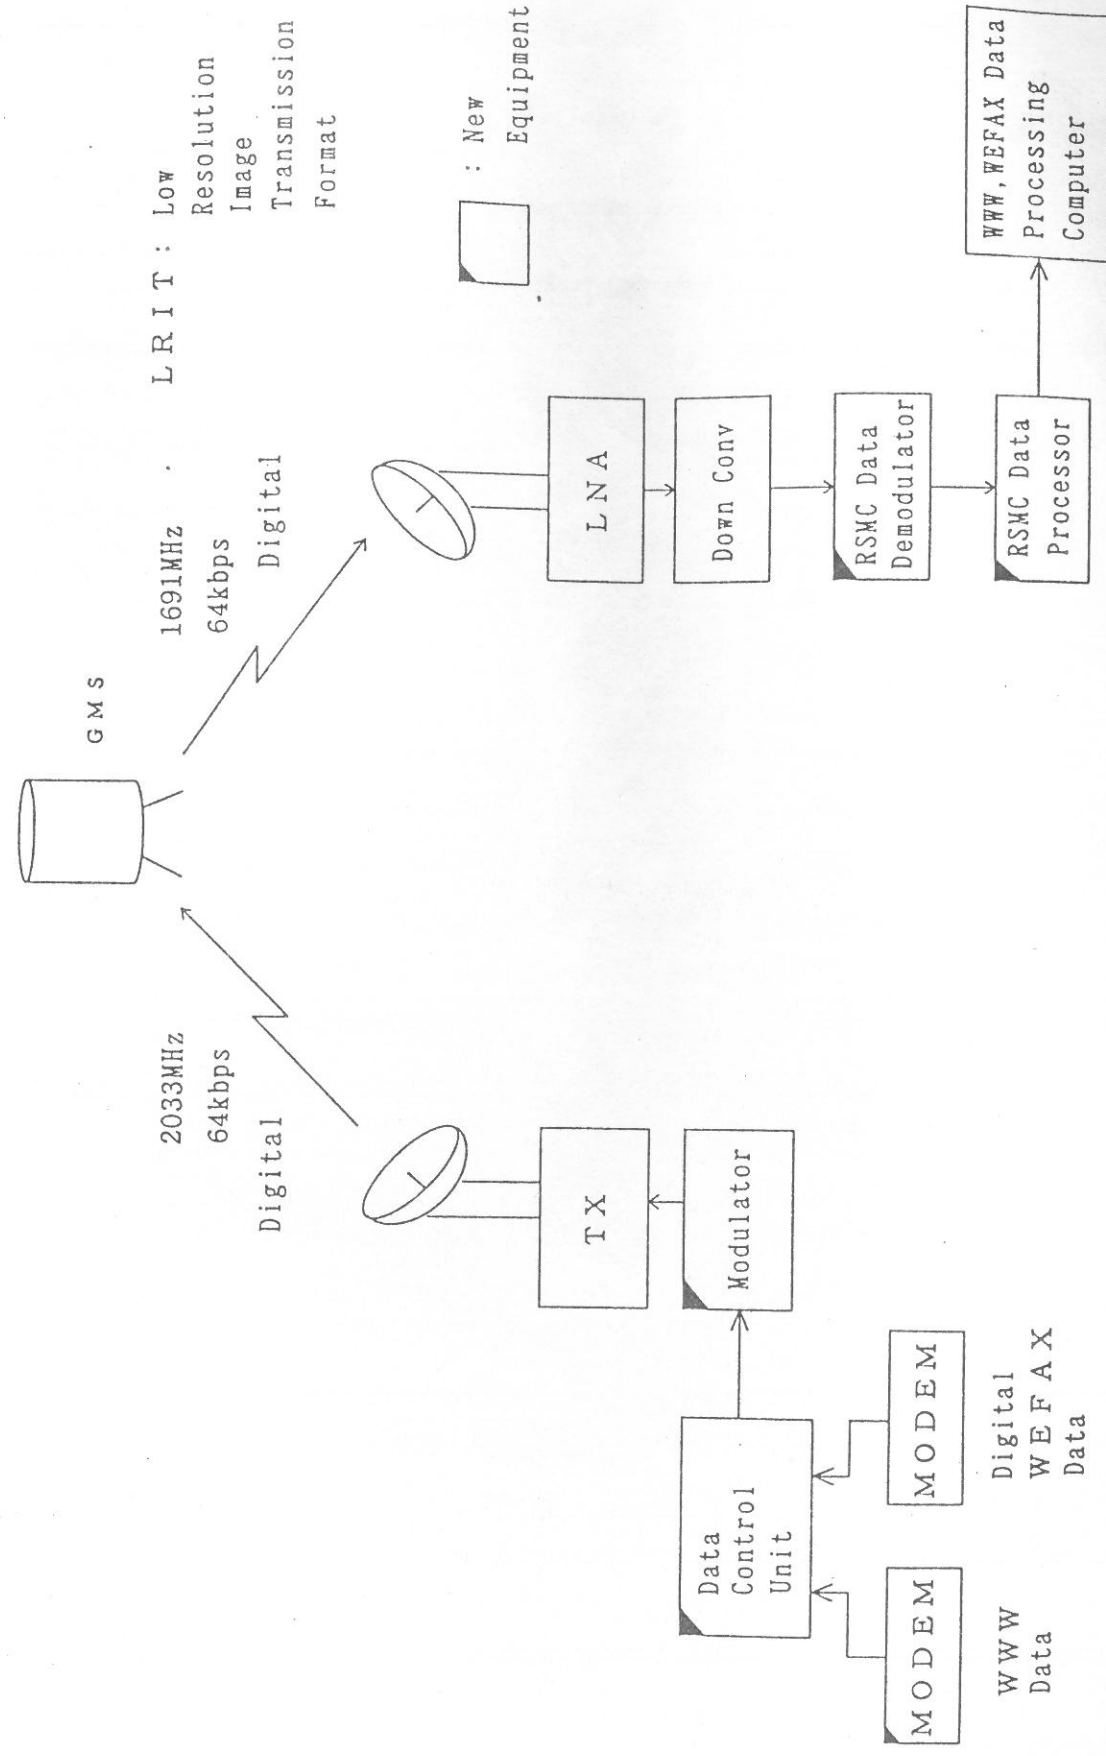 GMS
2033MHz
64kbps
Digital
1691MHz
64kbps
Digital
LRIT : Low
Resolution
Image
Transmission
Format
: New
Equipment
TX
Modulator
Data
Control
Unit
MODEM
WWW
Data
MODEM
Digital
WEFAX
Data
LNA
Down Conv
RSMC Data
Demodulator
RSMC Data
Processor
WWW,WEFAX Data
Processing
Computer